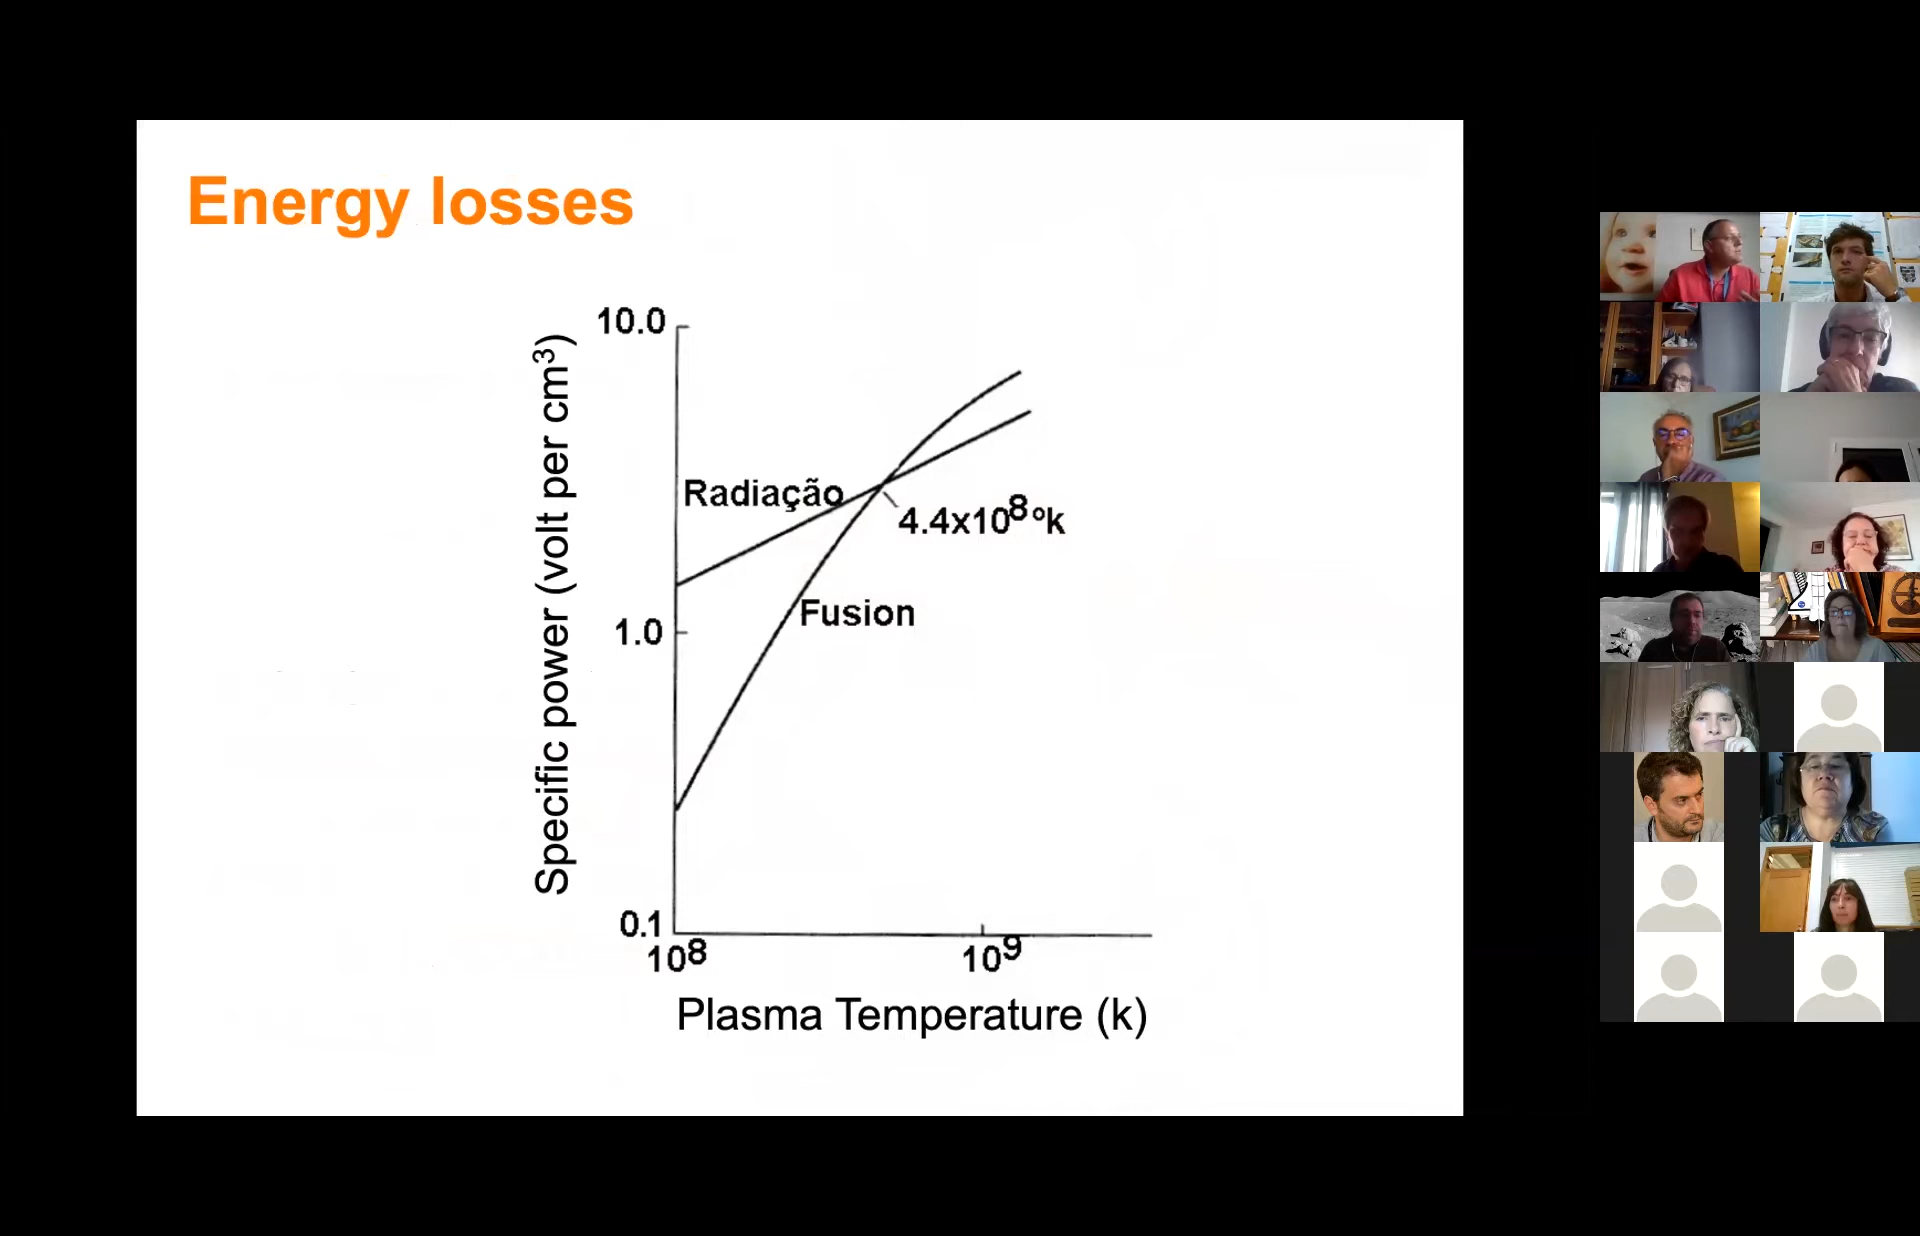 Energy losses
10.0
1.0
0.1
Specific power (volt per cm³)
Radiação
4.4x10⁸ ºk
Fusion
10⁸
10⁹
Plasma Temperature (k)